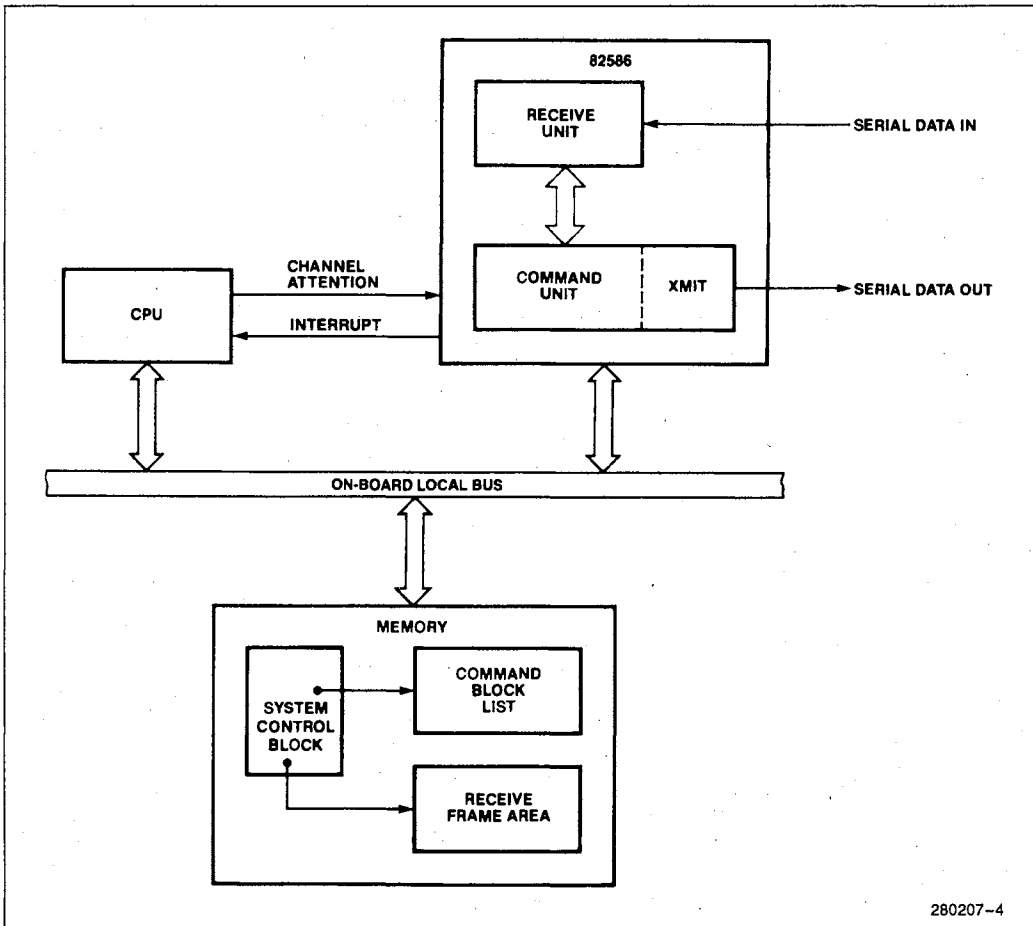 82586
RECEIVE
UNIT
SERIAL DATA IN
CHANNEL
ATTENTION
CPU
INTERRUPT
COMMAND
UNIT
XMIT
SERIAL DATA OUT
ON-BOARD LOCAL BUS
MEMORY
SYSTEM
CONTROL
BLOCK
COMMAND
BLOCK
LIST
RECEIVE
FRAME AREA
280207-4